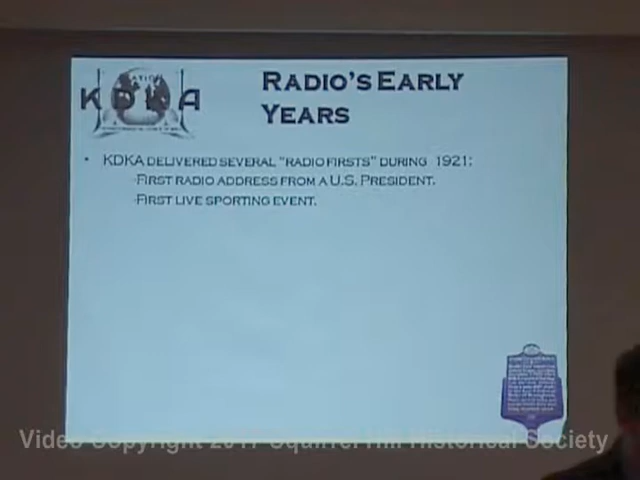 KDKA
RADIO'S EARLY
YEARS
• KDKA DELIVERED SEVERAL "RADIO FIRSTS" DURING 1921:
-FIRST RADIO ADDRESS FROM A U.S. PRESIDENT.
-FIRST LIVE SPORTING EVENT.
Video Copyright 2017 Squirrel Hill Historical Society